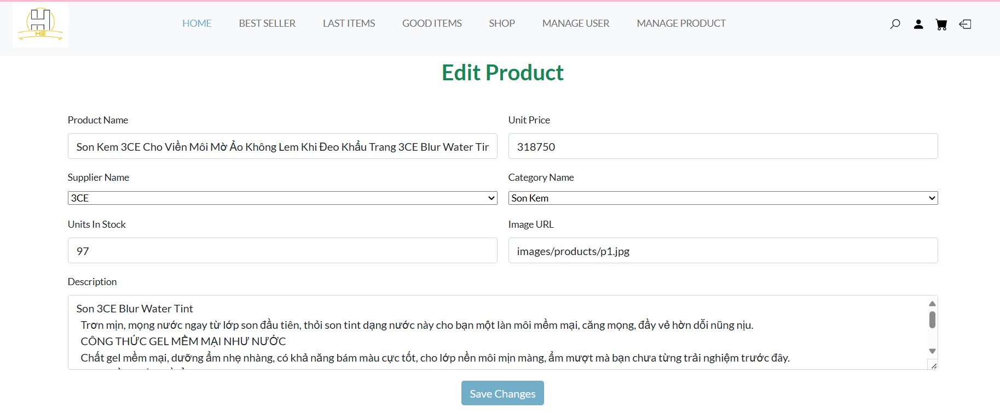 HE
HOME BEST SELLER LAST ITEMS GOOD ITEMS SHOP MANAGE USER MANAGE PRODUCT
Edit Product
Product Name
Unit Price
Son Kem 3CE Cho Viền Môi Mờ Ảo Không Lem Khi Đeo Khẩu Trang 3CE Blur Water
318750
Supplier Name
Category Name
3CE
Son Kem
Units In Stock
Image URL
97
images/products/p1.jpg
Description
Son 3CE Blur Water Tint
Trơn mịn, mọng nước ngay từ lớp son đầu tiên, thỏi son tint dạng nước này cho bạn một làn môi mềm mại, căng mọng, đầy vẻ hờn dỗi nũng nịu.
CÔNG THỨC GEL MỀM MẠI NHƯ NƯỚC
Chất gel mềm mại, dưỡng ẩm nhẹ nhàng, có khả năng bám màu cực tốt, cho lớp nền môi mịn màng, ẩm mượt mà bạn chưa từng trải nghiệm trước đây.
Save Changes